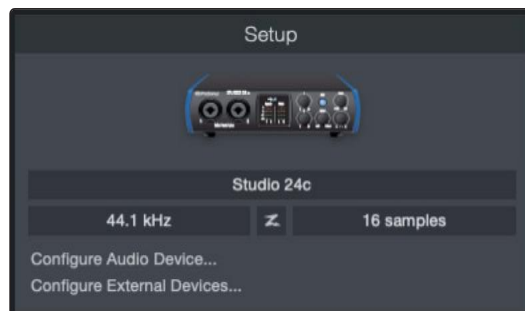 Setup
Studio 24c
44.1 kHz Z 16 samples
Configure Audio Device...
Configure External Devices...